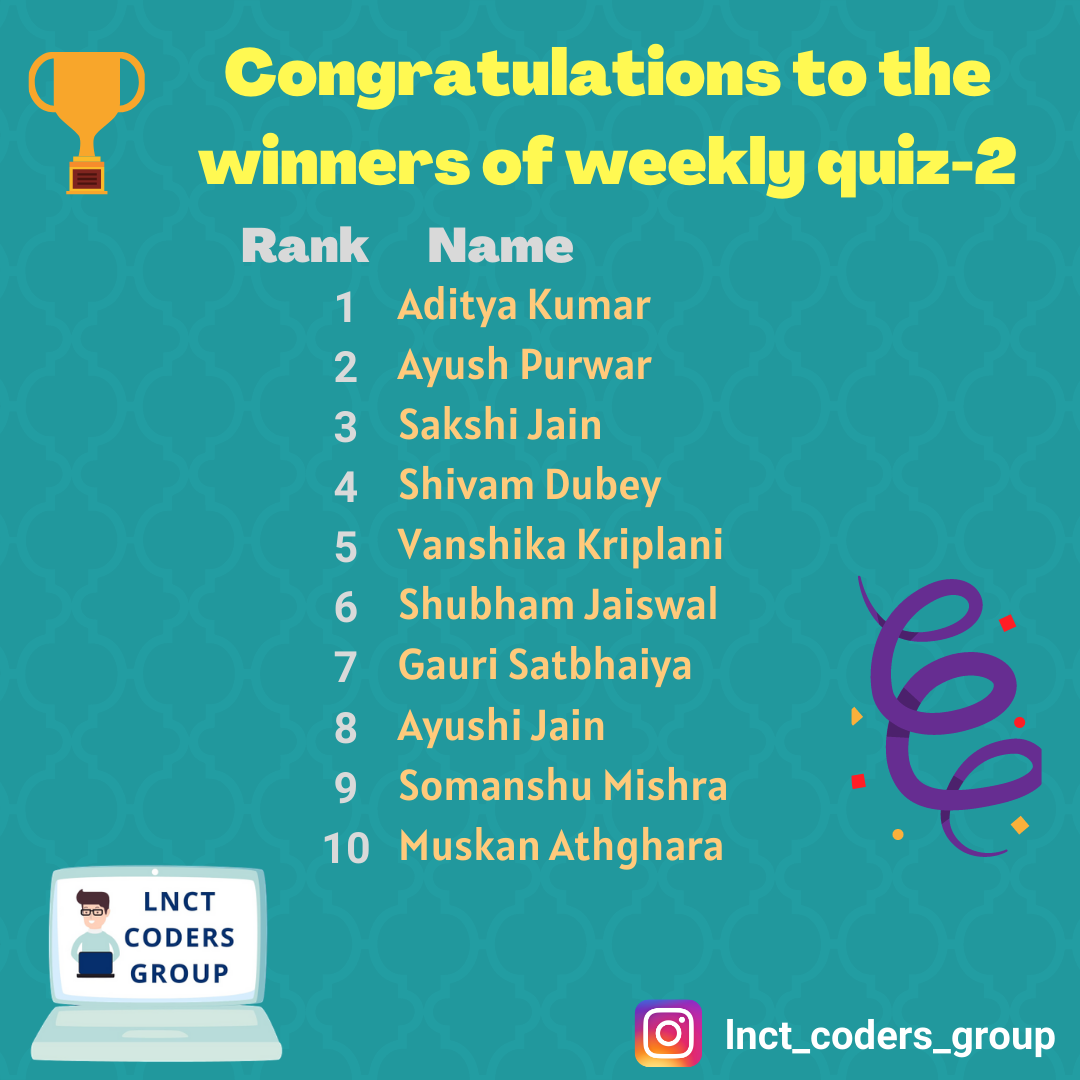 Congratulations to the
winners of weekly quiz-2
Rank Name
1 Aditya Kumar
2 Ayush Purwar
3 Sakshi Jain
4 Shivam Dubey
5 Vanshika Kriplani
6 Shubham Jaiswal
7 Gauri Satbhaiya
8 Ayushi Jain
9 Somanshu Mishra
10 Muskan Athghara
LNCT
CODERS
GROUP
lnct_coders_group